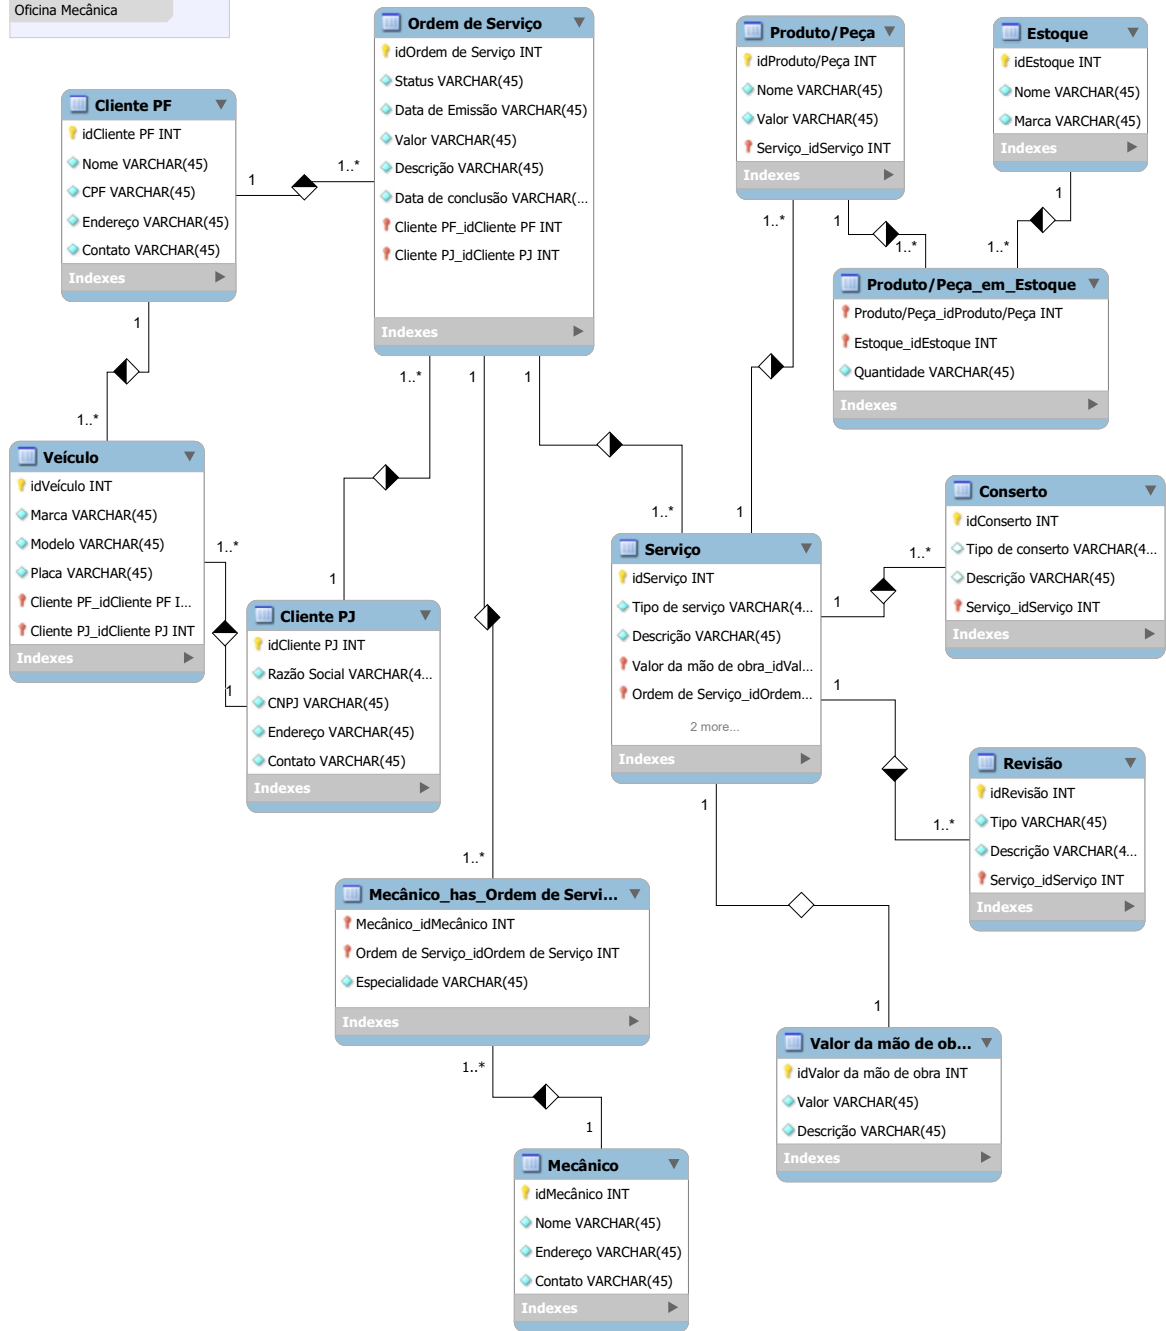 Oficina Mecânica
Ordem de Serviço
idOrdem de Serviço INT
Status VARCHAR(45)
Data de Emissão VARCHAR(45)
Valor VARCHAR(45)
Descrição VARCHAR(45)
Data de conclusão VARCHAR(...
Cliente PF_idCliente PF INT
Cliente PJ_idCliente PJ INT
Indexes
Produto/Peça
idProduto/Peça INT
Nome VARCHAR(45)
Valor VARCHAR(45)
Serviço_idServiço INT
Indexes
Estoque
idEstoque INT
Nome VARCHAR(45)
Marca VARCHAR(45)
Indexes
Cliente PF
idCliente PF INT
Nome VARCHAR(45)
CPF VARCHAR(45)
Endereço VARCHAR(45)
Contato VARCHAR(45)
Indexes
1
1..*
1..*
1
1..*
1
Produto/Peça_em_Estoque
Produto/Peça_idProduto/Peça INT
Estoque_idEstoque INT
Quantidade VARCHAR(45)
Indexes
1
1..*
1..*
1
1
1..*
1
Veículo
idVeículo INT
Marca VARCHAR(45)
Modelo VARCHAR(45)
Placa VARCHAR(45)
Cliente PF_idCliente PF I...
Cliente PJ_idCliente PJ INT
Indexes
1..*
1
1
Cliente PJ
idCliente PJ INT
Razão Social VARCHAR(4...
CNPJ VARCHAR(45)
Endereço VARCHAR(45)
Contato VARCHAR(45)
Indexes
Serviço
idServiço INT
Tipo de serviço VARCHAR(4...
Descrição VARCHAR(45)
Valor da mão de obra_idVal...
Ordem de Serviço_idOrdem...
2 more...
Indexes
1..*
1
Conserto
idConserto INT
Tipo de conserto VARCHAR(4...
Descrição VARCHAR(45)
Serviço_idServiço INT
Indexes
1
1..*
Revisão
idRevisão INT
Tipo VARCHAR(45)
Descrição VARCHAR(4...
Serviço_idServiço INT
Indexes
1
1
1..*
Mecânico_has_Ordem de Servi...
Mecânico_idMecânico INT
Ordem de Serviço_idOrdem de Serviço INT
Especialidade VARCHAR(45)
Indexes
1..*
1
Valor da mão de ob...
idValor da mão de obra INT
Valor VARCHAR(45)
Descrição VARCHAR(45)
Indexes
Mecânico
idMecânico INT
Nome VARCHAR(45)
Endereço VARCHAR(45)
Contato VARCHAR(45)
Indexes